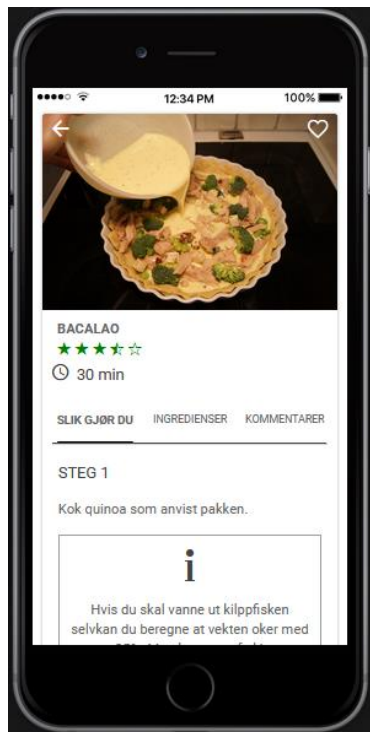 12:34 PM 100%
BACALAO
30 min
SLIK GJØR DU INGREDIENSER KOMMENTARER
STEG 1
Kok quinoa som anvist pakken.
i
Hvis du skal vanne ut kilppfisken
selvkan du beregne at vekten oker med